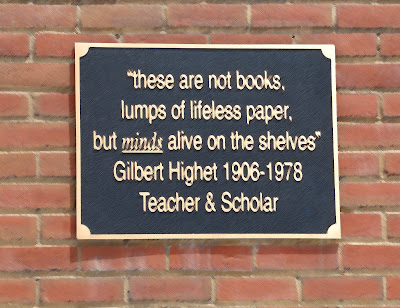 "these are not books,
lumps of lifeless paper,
but minds alive on the shelves"
Gilbert Highet 1906-1978
Teacher & Scholar